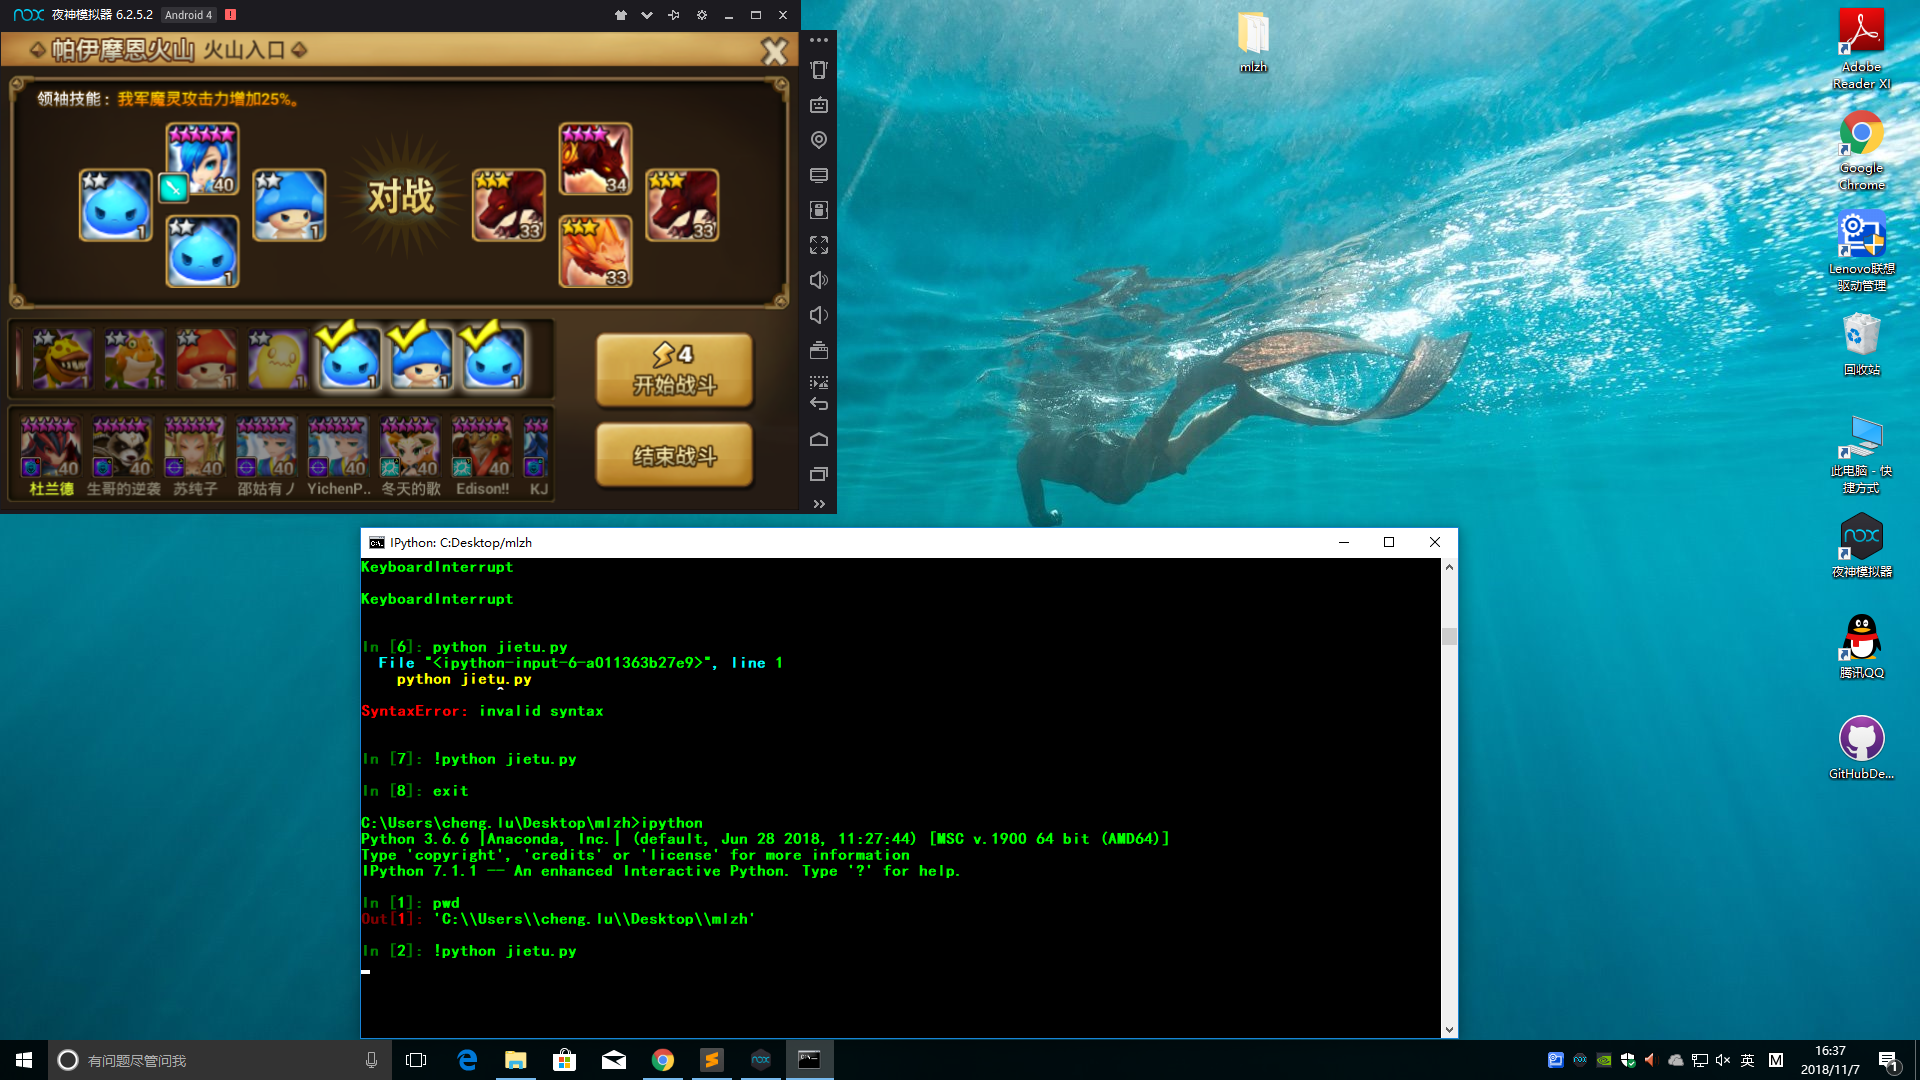 nox 夜神模拟器 6.2.5.2 Android 4
帕伊摩恩火山 火山入口
领袖技能：我军魔灵攻击力增加25%。
40
1
1
1
对战
34
33
33
33
1
1
1
4
开始战斗
结束战斗
40 40 40 40 40 40 40
杜兰德 生哥的逆袭 苏纯子 邵姑有ノ YichenP.. 冬天的歌 Edison!! KJ
mlzh
Adobe
Reader XI
Google
Chrome
Lenovo联想
驱动管理
回收站
此电脑 - 快
捷方式
nox
夜神模拟器
腾讯QQ
GitHubDe...
IPython: C:Desktop/mlzh
KeyboardInterrupt
KeyboardInterrupt
In [6]: python jietu.py
File "<ipython-input-6-a011363b27e9>", line 1
python jietu.py
^
SyntaxError: invalid syntax
In [7]: !python jietu.py
In [8]: exit
C:\Users\cheng.lu\Desktop\mlzh>ipython
Python 3.6.6 |Anaconda, Inc.| (default, Jun 28 2018, 11:27:44) [MSC v.1900 64 bit (AMD64)]
Type 'copyright', 'credits' or 'license' for more information
IPython 7.1.1 -- An enhanced Interactive Python. Type '?' for help.
In [1]: pwd
Out[1]: 'C:\\Users\\cheng.lu\\Desktop\\mlzh'
In [2]: !python jietu.py
有问题尽管问我
英 M
16:37
2018/11/7
1